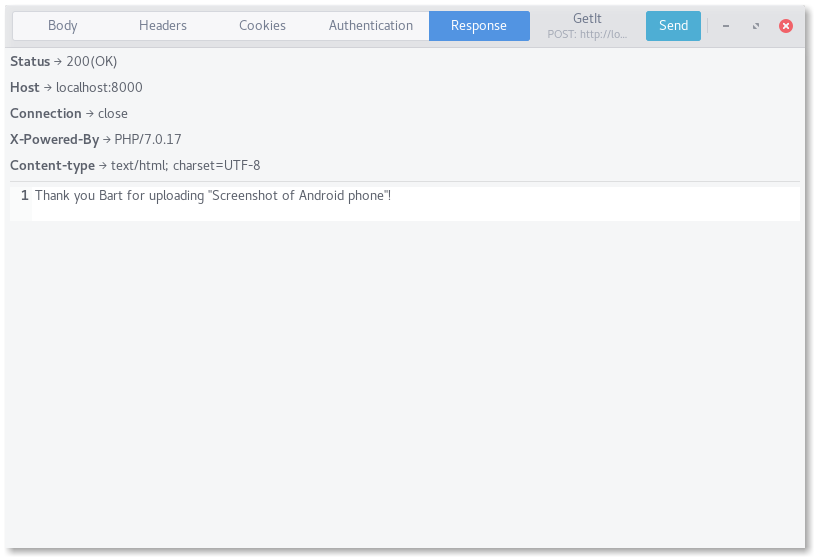 Body Headers Cookies Authentication Response GetIt Send
POST: http://lo...
Status → 200(OK)
Host → localhost:8000
Connection → close
X-Powered-By → PHP/7.0.17
Content-type → text/html; charset=UTF-8
1 Thank you Bart for uploading "Screenshot of Android phone"!